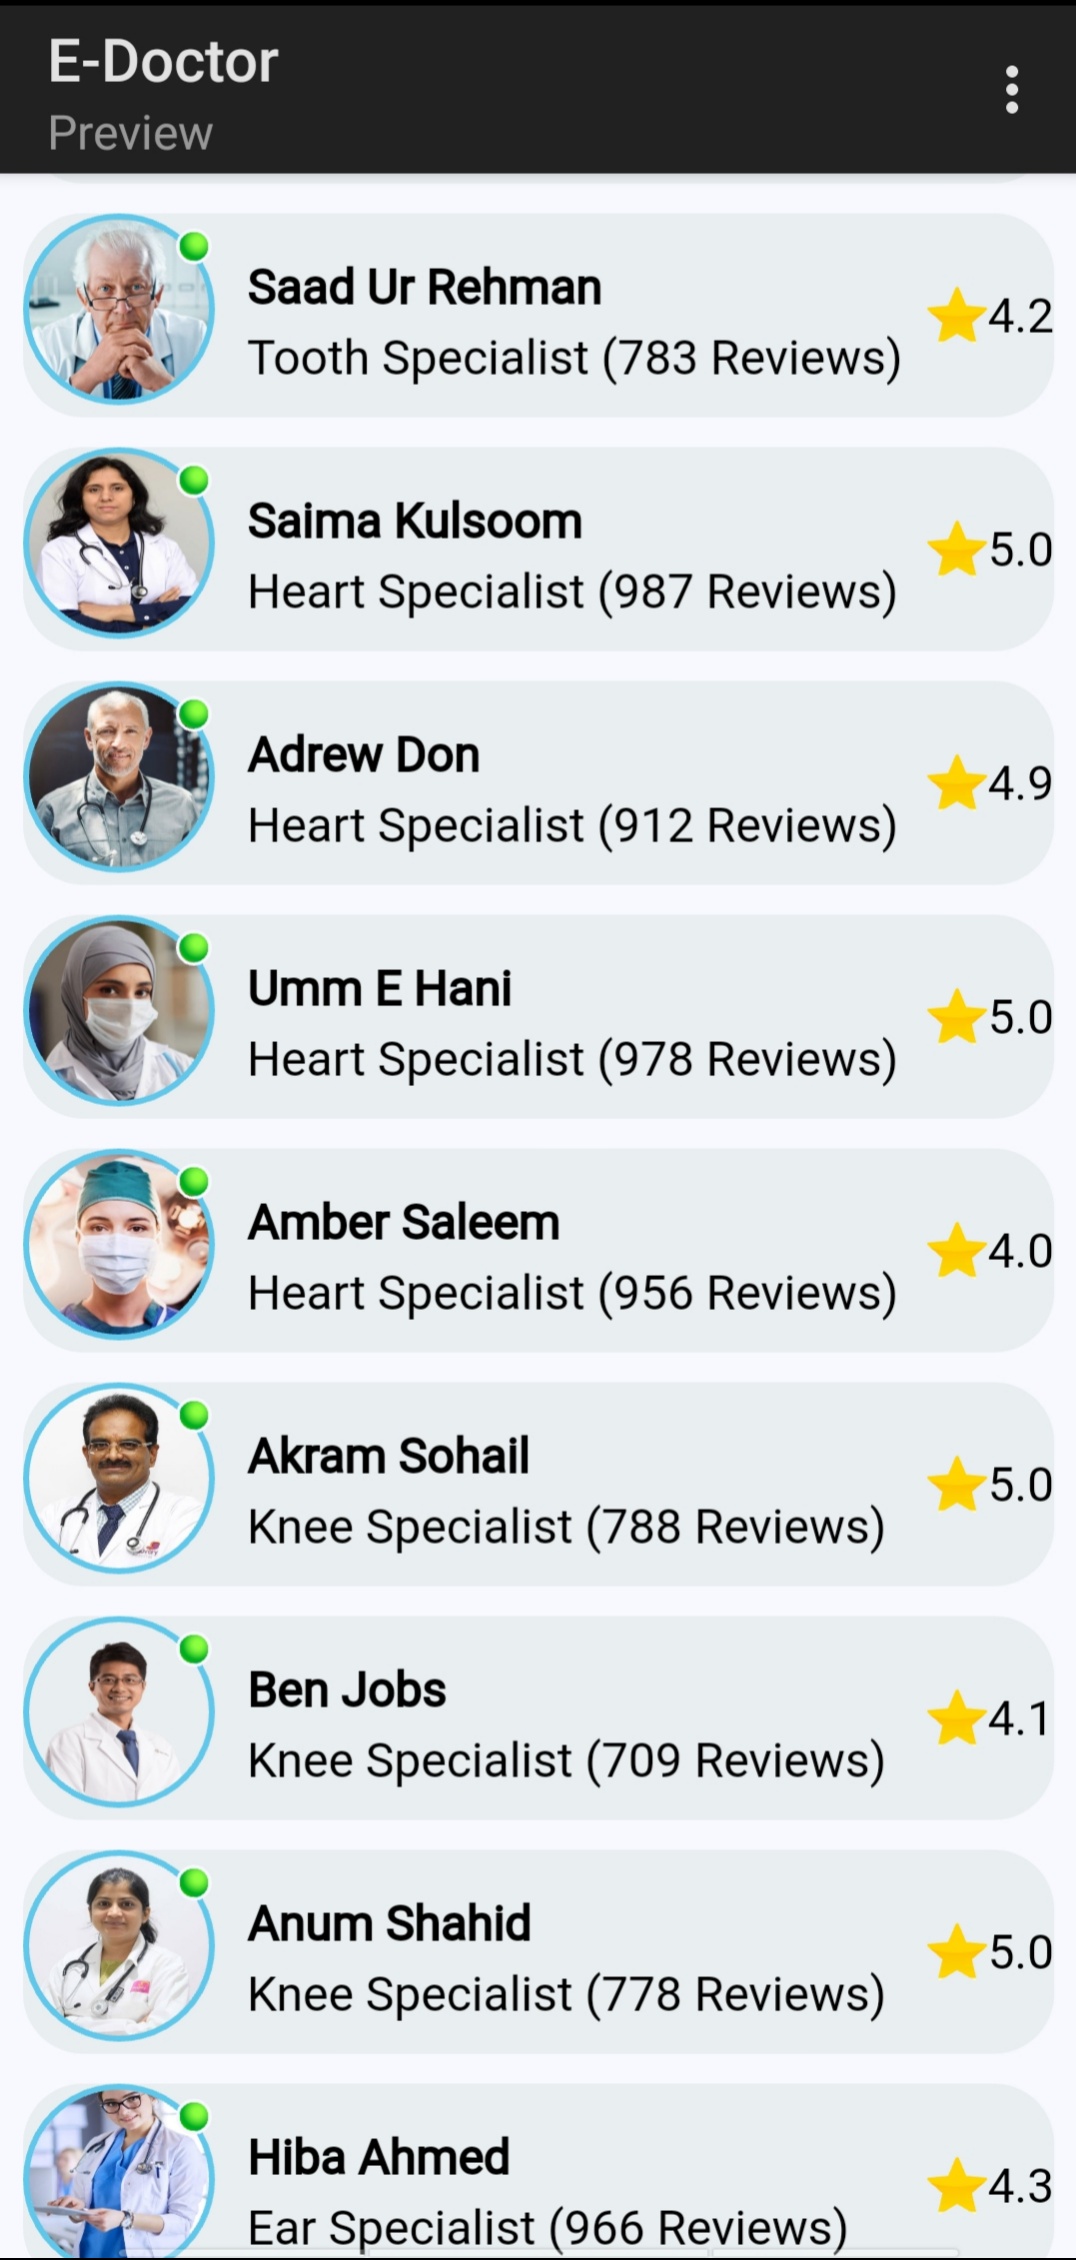 E-Doctor
Preview
Saad Ur Rehman
Tooth Specialist (783 Reviews)
4.2
Saima Kulsoom
Heart Specialist (987 Reviews)
5.0
Adrew Don
Heart Specialist (912 Reviews)
4.9
Umm E Hani
Heart Specialist (978 Reviews)
5.0
Amber Saleem
Heart Specialist (956 Reviews)
4.0
Akram Sohail
Knee Specialist (788 Reviews)
5.0
Ben Jobs
Knee Specialist (709 Reviews)
4.1
Anum Shahid
Knee Specialist (778 Reviews)
5.0
Hiba Ahmed
Ear Specialist (966 Reviews)
4.3